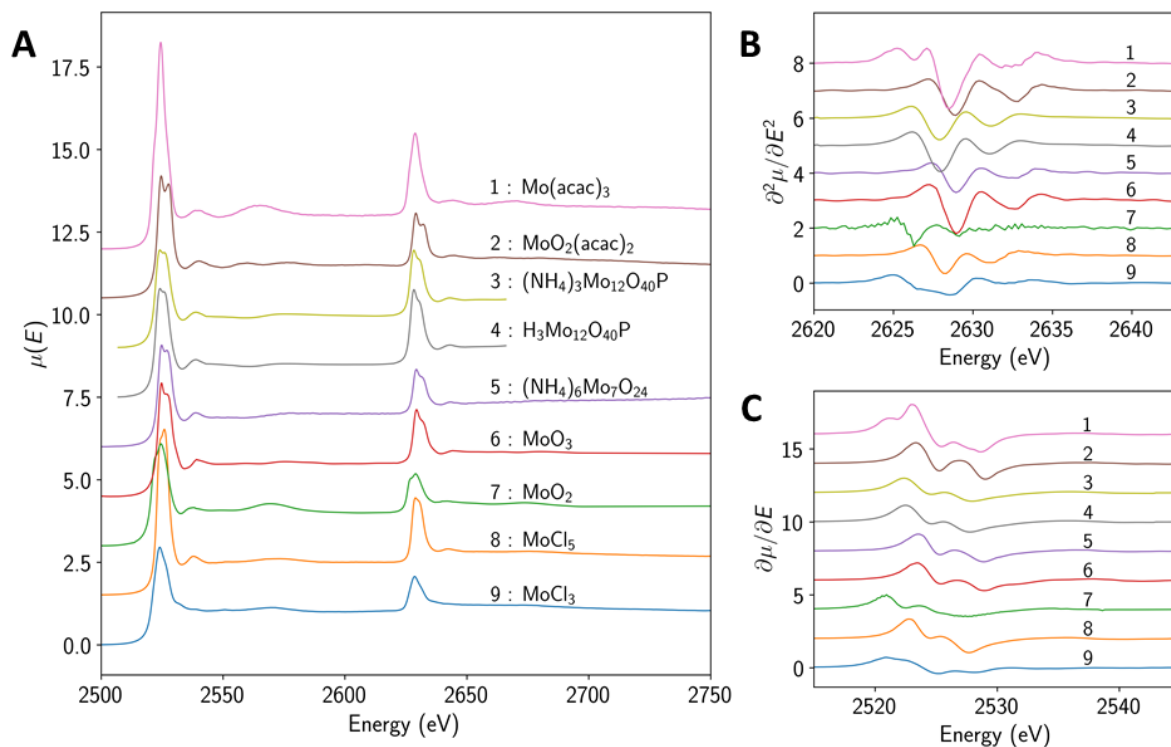 A
μ(E)
17.5
15.0
12.5
10.0
7.5
5.0
2.5
0.0
1 : Mo(acac)₃
2 : MoO₂(acac)₂
3 : (NH₄)₃Mo₁₂O₄₀P
4 : H₃Mo₁₂O₄₀P
5 : (NH₄)₆Mo₇O₂₄
6 : MoO₃
7 : MoO₂
8 : MoCl₅
9 : MoCl₃
2500 2550 2600 2650 2700 2750
Energy (eV)
B
∂²μ/∂E²
8
6
4
2
0
1
2
3
4
5
6
7
8
9
2620 2625 2630 2635 2640
Energy (eV)
C
∂μ/∂E
15
10
5
0
1
2
3
4
5
6
7
8
9
2520 2530 2540
Energy (eV)